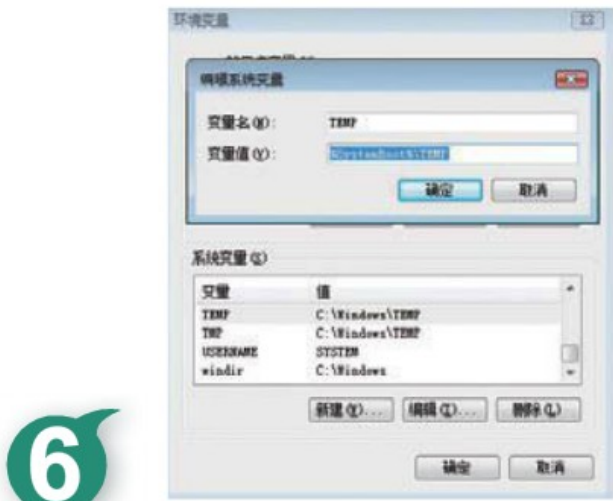 环境变量
编辑系统变量
变量名(N):
TEMP
变量值(V):
%SystemRoot%\TEMP
确定
取消
系统变量(S)
变量 值
TEMP C:\Windows\TEMP
TMP C:\Windows\TEMP
USERNAME SYSTEM
windir C:\Windows
新建(W)... 编辑(I)... 删除(L)
确定 取消
6